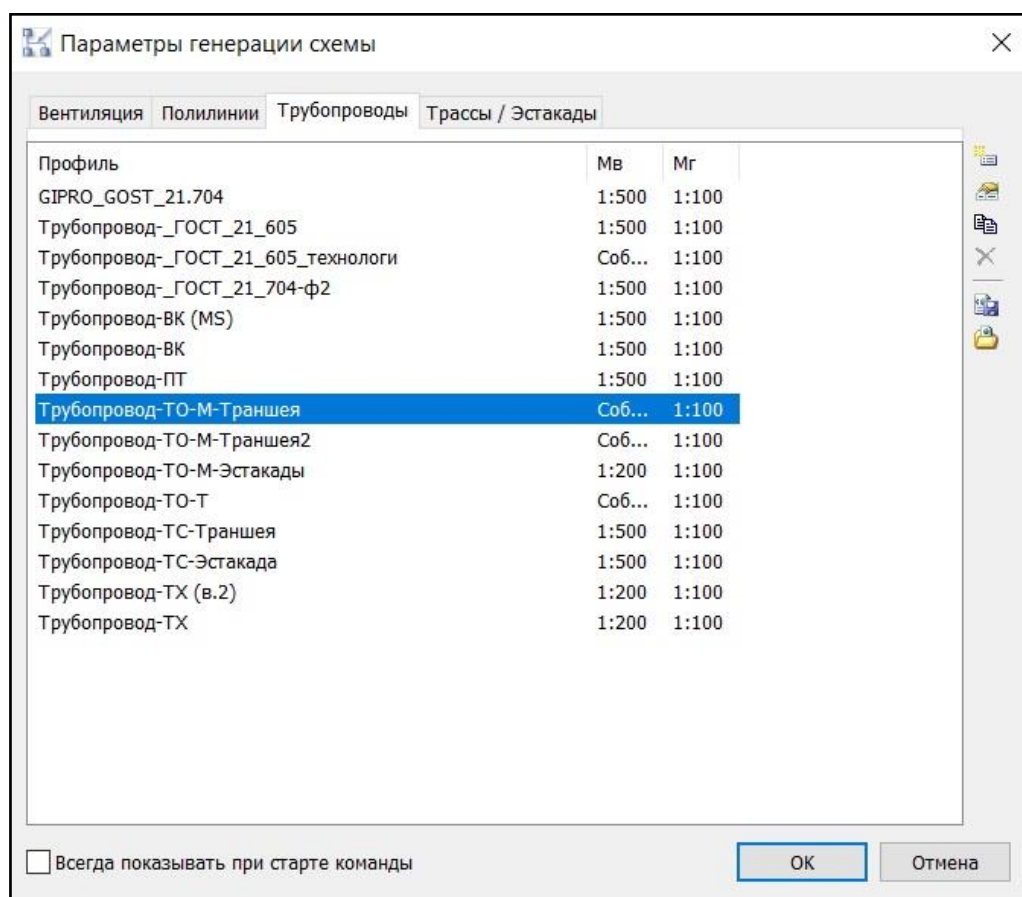 Параметры генерации схемы
Вентиляция Полилинии Трубопроводы Трассы / Эстакады
Профиль Мв Мг
GIPRO_GOST_21.704 1:500 1:100
Трубопровод-_ГОСТ_21_605 1:500 1:100
Трубопровод-_ГОСТ_21_605_технологи Соб... 1:100
Трубопровод-_ГОСТ_21_704-ф2 1:500 1:100
Трубопровод-ВК (MS) 1:500 1:100
Трубопровод-ВК 1:500 1:100
Трубопровод-ПТ 1:500 1:100
Трубопровод-ТО-М-Траншея Соб... 1:100
Трубопровод-ТО-М-Траншея2 Соб... 1:100
Трубопровод-ТО-М-Эстакады 1:200 1:100
Трубопровод-ТО-Т Соб... 1:100
Трубопровод-ТС-Траншея 1:500 1:100
Трубопровод-ТС-Эстакада 1:500 1:100
Трубопровод-ТХ (в.2) 1:200 1:100
Трубопровод-ТХ 1:200 1:100
Всегда показывать при старте команды ОК Отмена